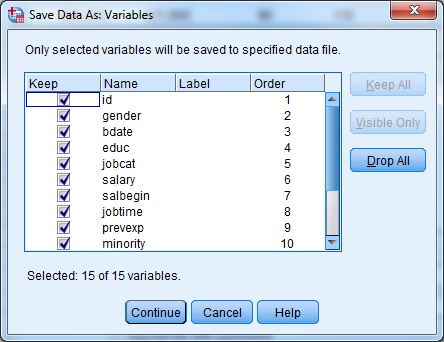 Save Data As: Variables
Only selected variables will be saved to specified data file.
Keep Name Label Order
id 1
gender 2
bdate 3
educ 4
jobcat 5
salary 6
salbegin 7
jobtime 8
prevexp 9
minority 10
Keep All
Visible Only
Drop All
Selected: 15 of 15 variables.
Continue Cancel Help